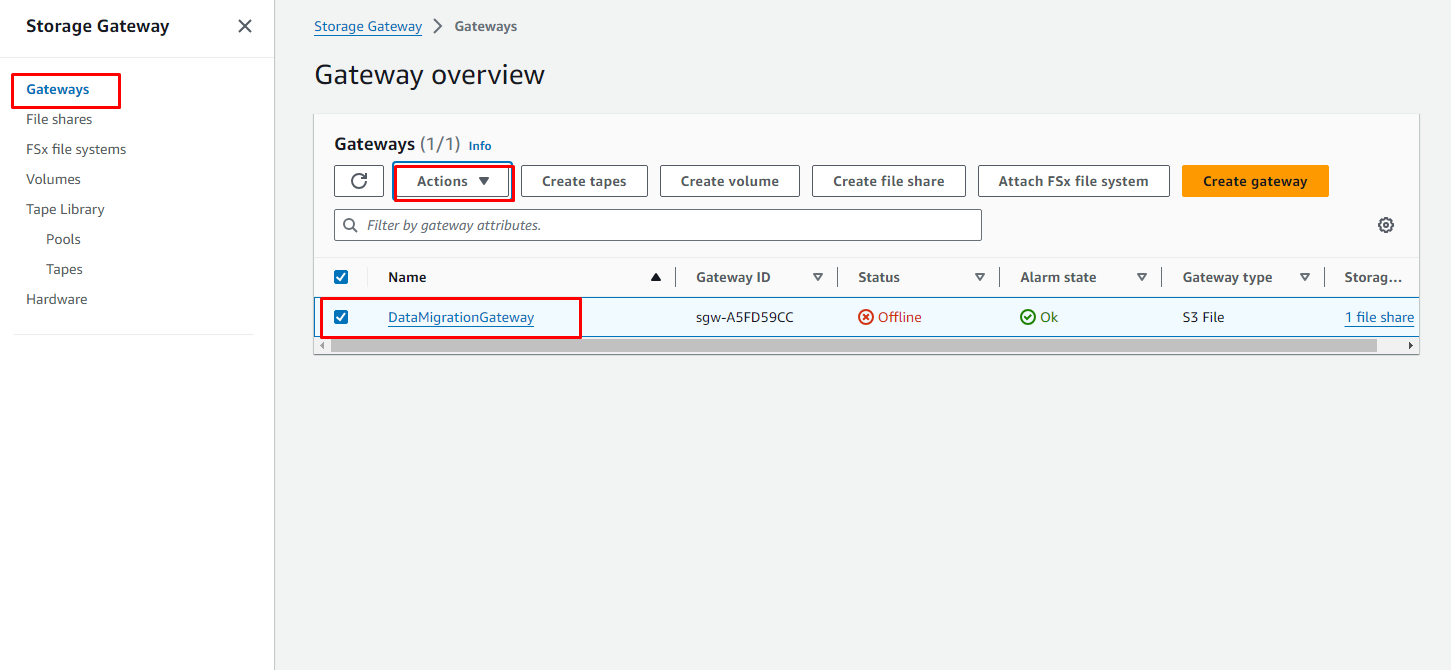 Storage Gateway
Gateways
File shares
FSx file systems
Volumes
Tape Library
Pools
Tapes
Hardware
Storage Gateway Gateways
Gateway overview
Gateways (1/1) Info
Actions Create tapes Create volume Create file share Attach FSx file system Create gateway
Filter by gateway attributes.
Name Gateway ID Status Alarm state Gateway type Storag...
DataMigrationGateway sgw-A5FD59CC Offline Ok S3 File 1 file share